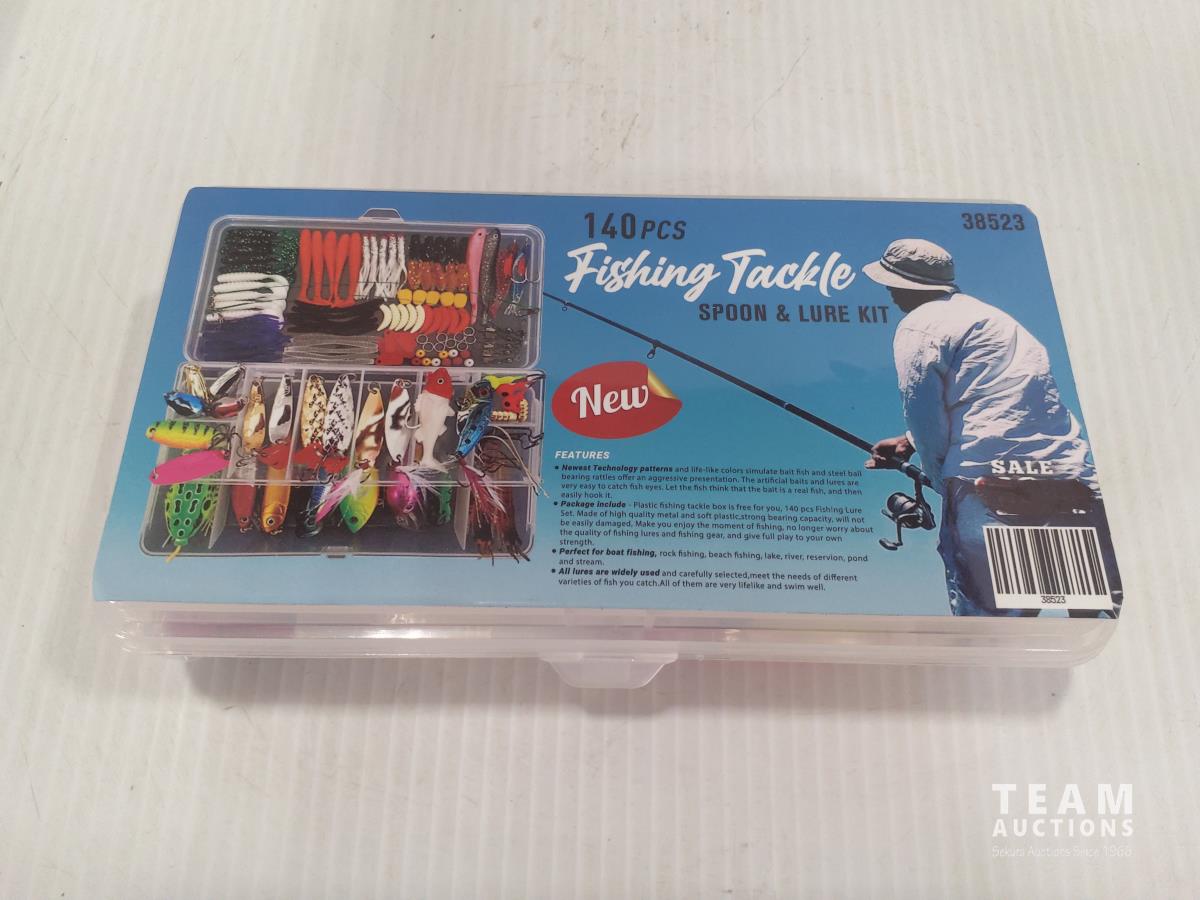 140PCS
38523
Fishing Tackle
SPOON & LURE KIT
New
FEATURES
• Newest Technology patterns and life-like colors simulate bait fish and steel ball
bearing rattles offer an aggressive presentation. The artificial baits and lures are
very easy to catch fish eyes. Let the fish think that the bait is a real fish, and then
easily hook it.
• Package include - Plastic fishing tackle box is free for you, 140 pcs Fishing Lure
Set. Made of high quality metal and soft plastic,strong bearing capacity, will not
be easily damaged, Make you enjoy the moment of fishing, no longer worry about
the quality of fishing lures and fishing gear, and give full play to your own
strength.
• Perfect for boat fishing, rock fishing, beach fishing, lake, river, reservion, pond
and stream.
• All lures are widely used and carefully selected,meet the needs of different
varieties of fish you catch.All of them are very lifelike and swim well.
SALE
38523
TEAM
AUCTIONS
Sekura Auctions Since 1966